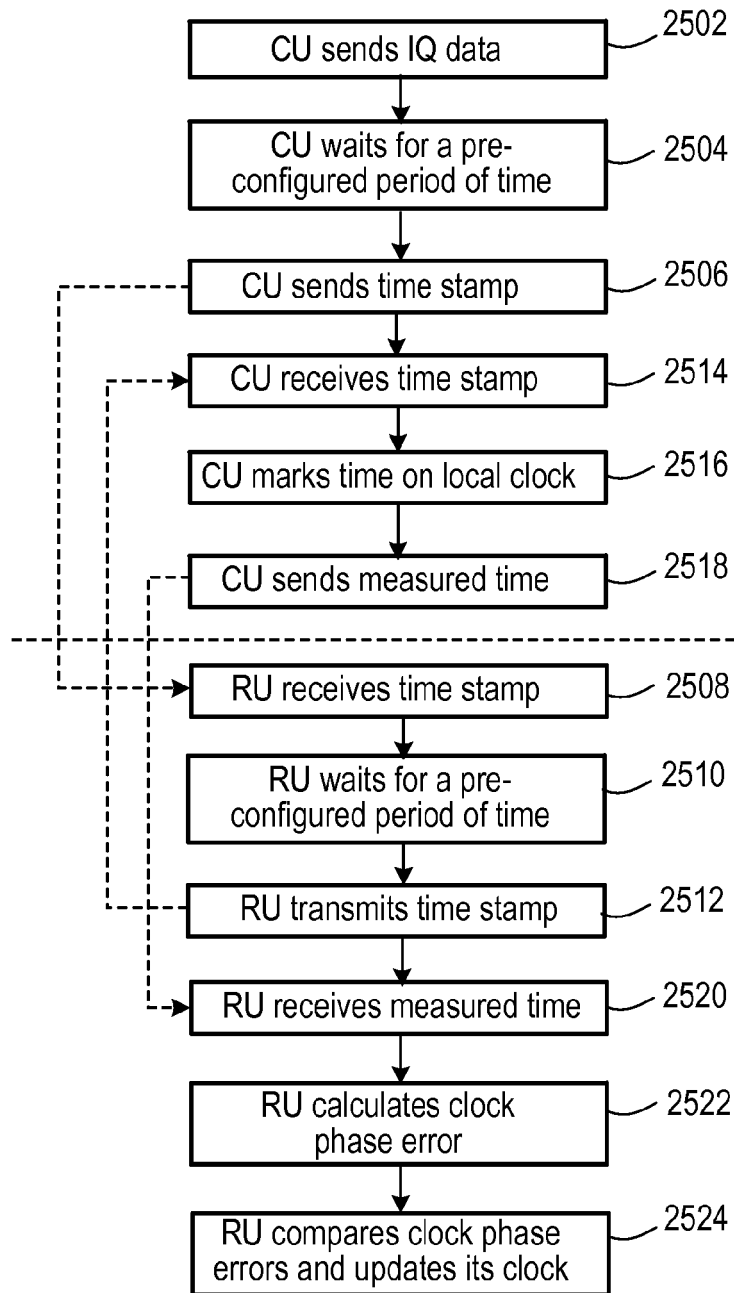 CU sends IQ data
2502
CU waits for a pre-
configured period of time
2504
CU sends time stamp
2506
CU receives time stamp
2514
CU marks time on local clock
2516
CU sends measured time
2518
RU receives time stamp
2508
RU waits for a pre-
configured period of time
2510
RU transmits time stamp
2512
RU receives measured time
2520
RU calculates clock
phase error
2522
RU compares clock phase
errors and updates its clock
2524